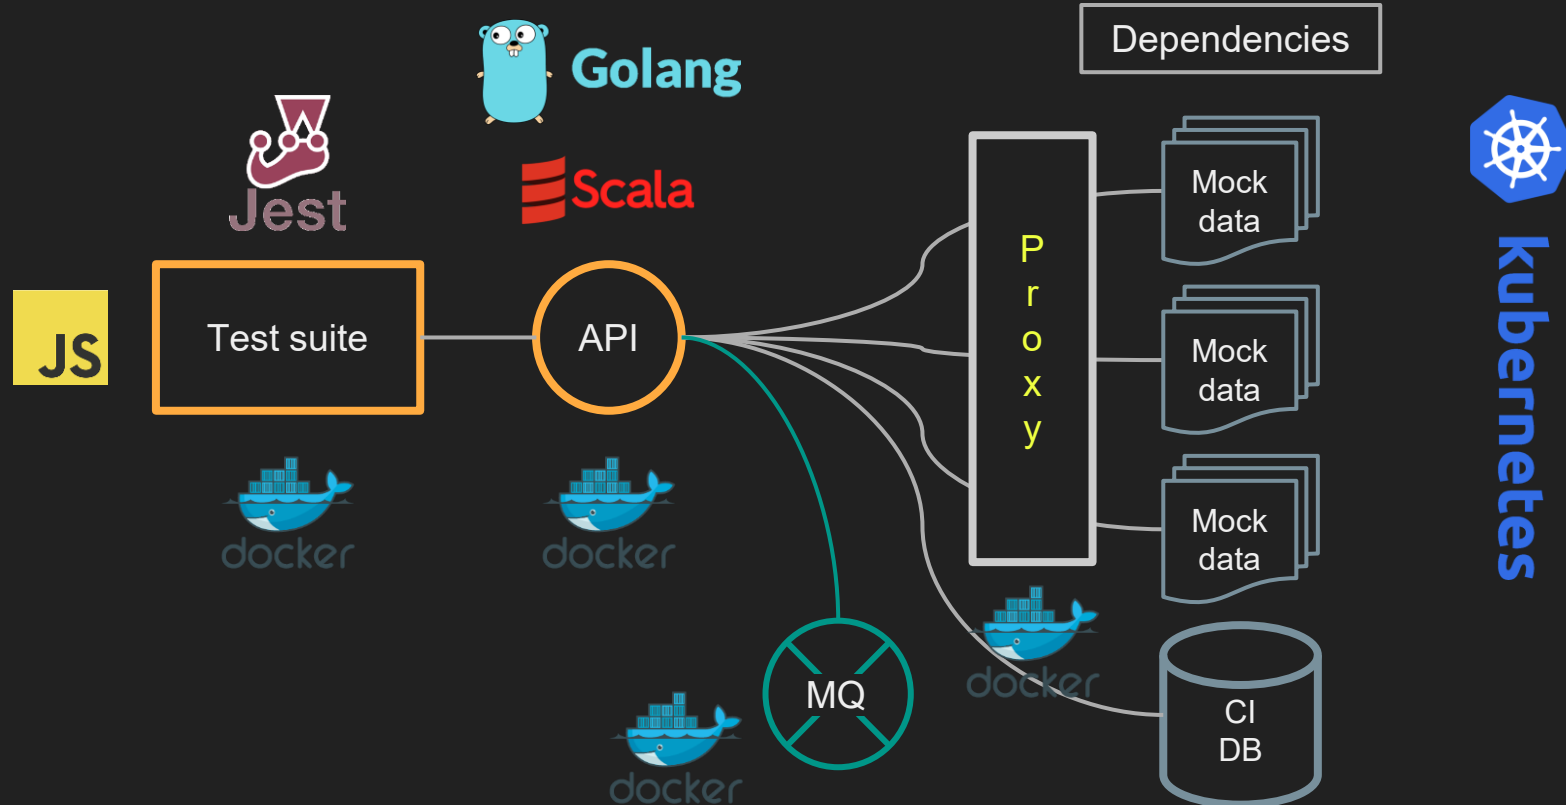 Dependencies
Golang
Jest
Scala
Mock
data
kubernetes
P
r
o
x
y
JS
Test suite
API
Mock
data
docker
docker
Mock
data
docker
MQ
docker
CI
DB